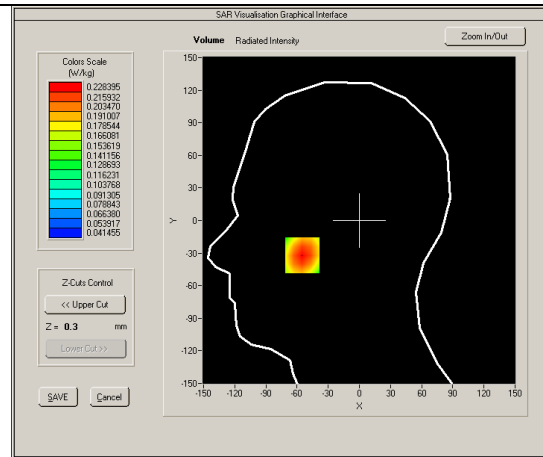 SAR Visualisation Graphical Interface
Volume Radiated Intensity
Zoom In/Out
Colors Scale
(W/kg)
0.228395
0.215932
0.203470
0.191007
0.178544
0.166081
0.153619
0.141156
0.128693
0.116231
0.103768
0.091305
0.078843
0.066380
0.053917
0.041455
Z-Cuts Control
<< Upper Cut
Z = 0.3 mm
Lower Cut >>
SAVE Cancel
150
120
90
60
30
0
-30
-60
-90
-120
-150
Y
-150 -120 -90 -60 -30 0 30 60 90 120 150
X